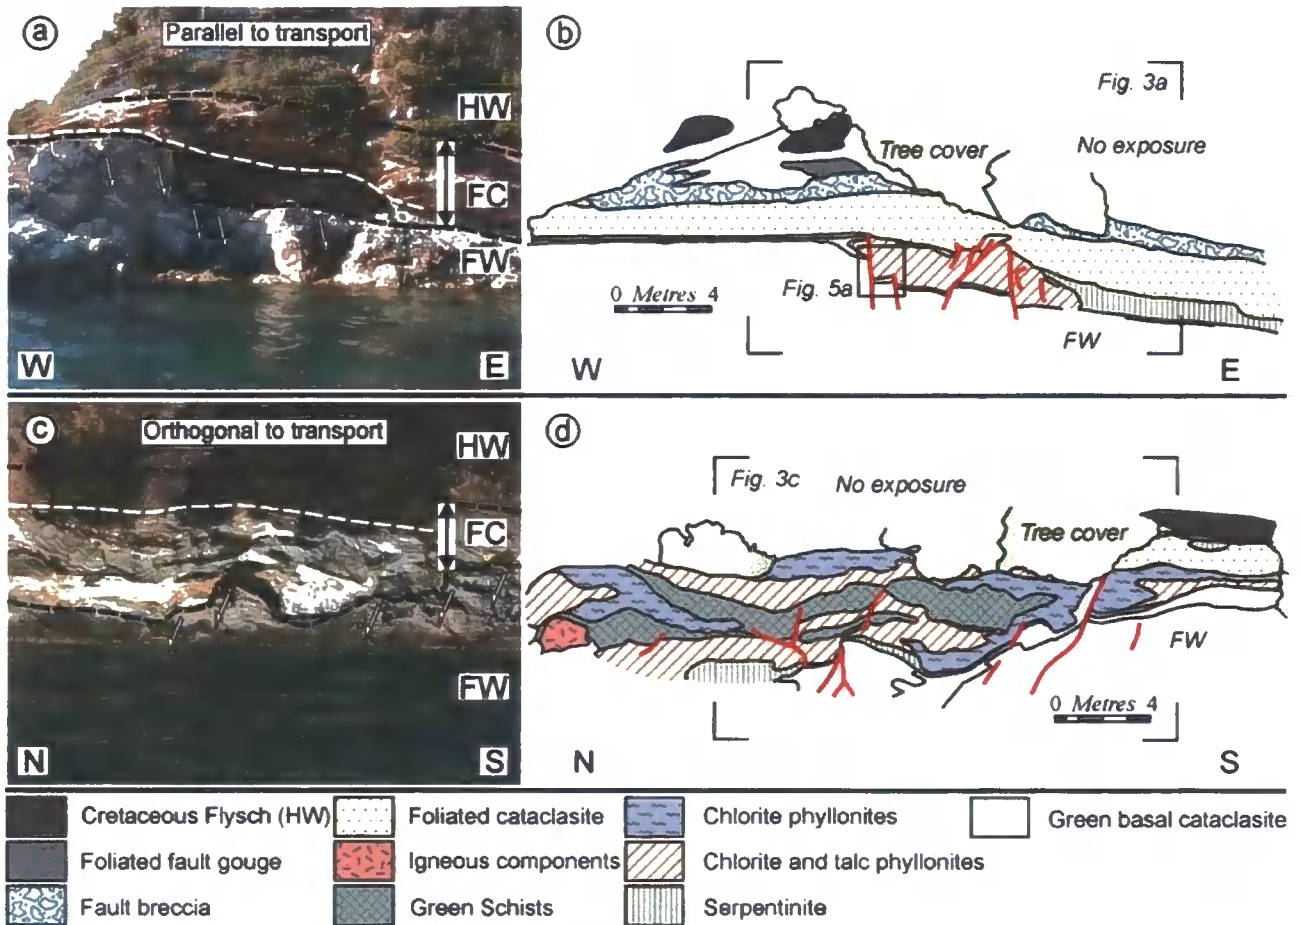 a
Parallel to transport
HW
FC
FW
W
E
b
Fig. 3a
Tree cover
No exposure
Fig. 5a
0 Metres 4
FW
W
E
c
Orthogonal to transport
HW
FC
FW
N
S
d
Fig. 3c
No exposure
Tree cover
FW
0 Metres 4
N
S
Cretaceous Flysch (HW)
Foliated cataclasite
Chlorite phyllonites
Green basal cataclasite
Foliated fault gouge
Igneous components
Chlorite and talc phyllonites
Fault breccia
Green Schists
Serpentinite